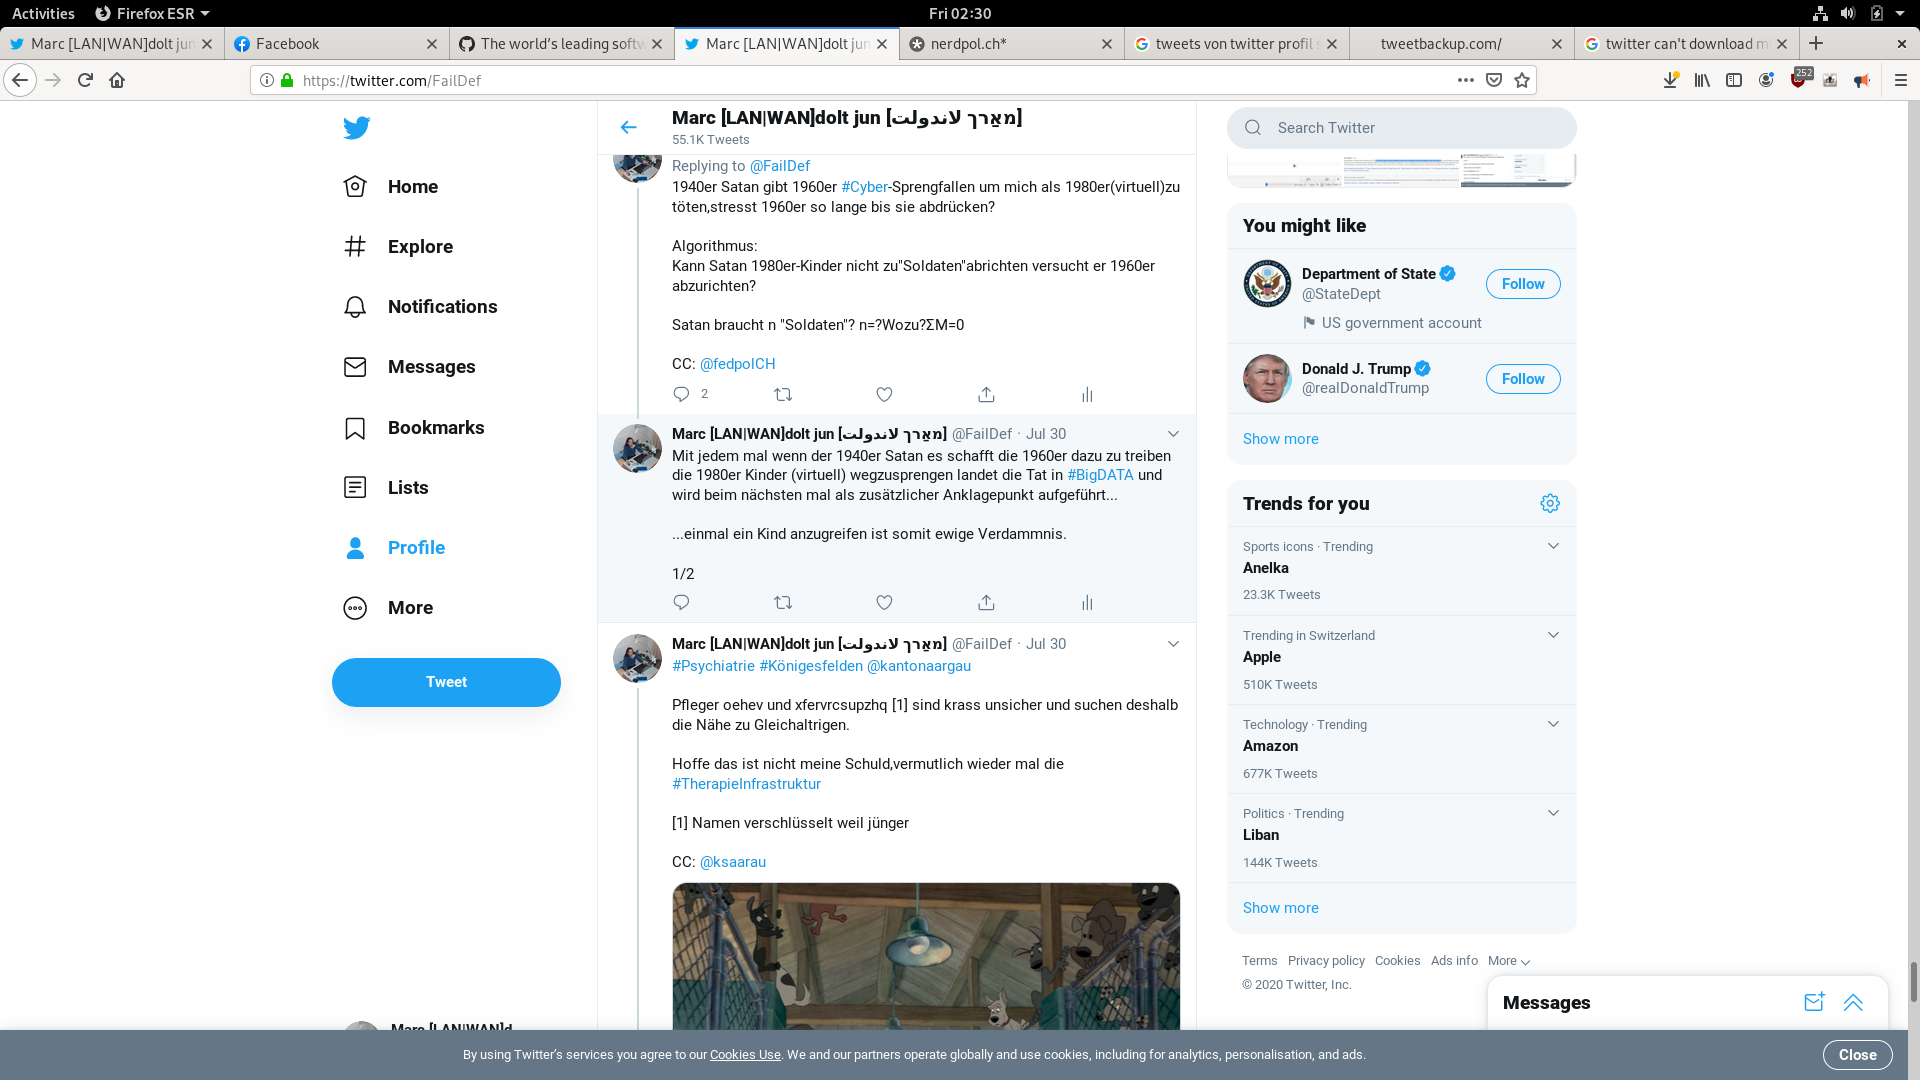 Activities
Firefox ESR
Fri 02:30
Marc [LAN|WAN]dolt jun
Facebook
The world's leading softw
Marc [LAN|WAN]dolt jun
nerdpol.ch*
tweets von twitter profil s
tweetbackup.com/
twitter can't download m
https://twitter.com/FailDef
252
Home
Explore
Notifications
Messages
Bookmarks
Lists
Profile
More
Tweet
Marc [LAN|WAN]d
Marc [LAN|WAN]dolt jun [מאַרך לאנדולת]
55.1K Tweets
Replying to @FailDef
1940er Satan gibt 1960er #Cyber-Sprengfallen um mich als 1980er(virtuell)zu
töten,stresst 1960er so lange bis sie abdrücken?
Algorithmus:
Kann Satan 1980er-Kinder nicht zu"Soldaten"abrichten versucht er 1960er
abzurichten?
Satan braucht n "Soldaten"? n=?Wozu?ΣM=0
CC: @fedpolCH
2
Marc [LAN|WAN]dolt jun [מאַרך לאנדולת] @FailDef · Jul 30
Mit jedem mal wenn der 1940er Satan es schafft die 1960er dazu zu treiben
die 1980er Kinder (virtuell) wegzusprengen landet die Tat in #BigDATA und
wird beim nächsten mal als zusätzlicher Anklagepunkt aufgeführt...
...einmal ein Kind anzugreifen ist somit ewige Verdammnis.
1/2
Marc [LAN|WAN]dolt jun [מאַרך לאנדולת] @FailDef · Jul 30
#Psychiatrie #Königesfelden @kantonaargau
Pfleger oehev und xfervrcsupzhq [1] sind krass unsicher und suchen deshalb
die Nähe zu Gleichaltrigen.
Hoffe das ist nicht meine Schuld,vermutlich wieder mal die
#TherapieInfrastruktur
[1] Namen verschlüsselt weil jünger
CC: @ksaarau
Search Twitter
You might like
Department of State
@StateDept
US government account
Follow
Donald J. Trump
@realDonaldTrump
Follow
Show more
Trends for you
Sports icons · Trending
Anelka
23.3K Tweets
Trending in Switzerland
Apple
510K Tweets
Technology · Trending
Amazon
677K Tweets
Politics · Trending
Liban
144K Tweets
Show more
Terms Privacy policy Cookies Ads info More
© 2020 Twitter, Inc.
Messages
By using Twitter's services you agree to our Cookies Use. We and our partners operate globally and use cookies, including for analytics, personalisation, and ads.
Close